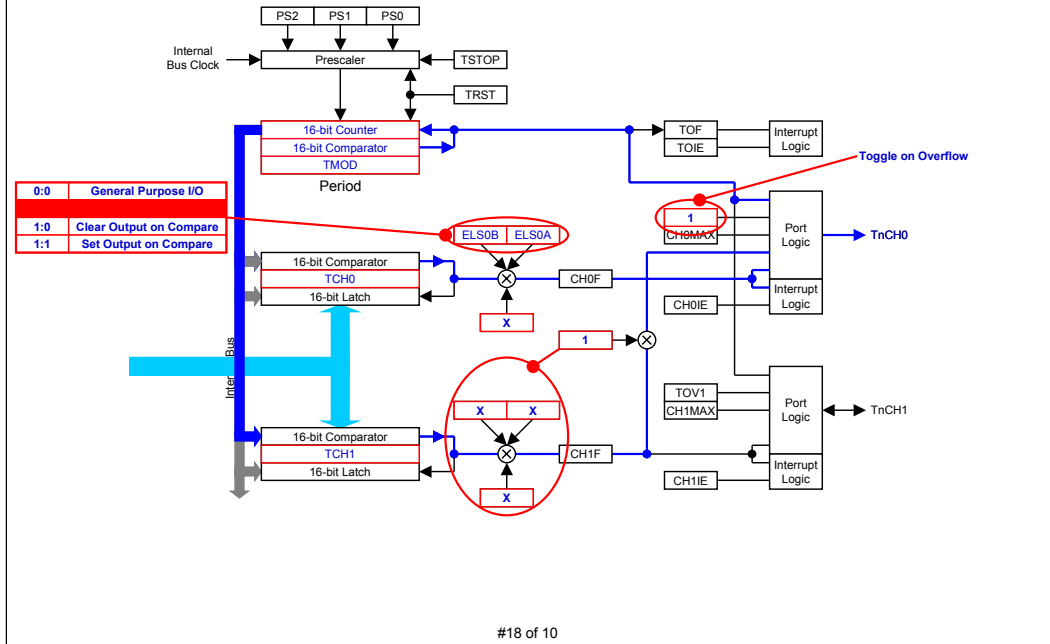 PS2 PS1 PS0
Internal
Bus Clock
Prescaler
TSTOP
TRST
16-bit Counter
16-bit Comparator
TMOD
Period
TOF
TOIE
Interrupt
Logic
Toggle on Overflow
0:0 General Purpose I/O
1:0 Clear Output on Compare
1:1 Set Output on Compare
ELS0B ELS0A
1
CH0MAX
Port
Logic
TnCH0
16-bit Comparator
TCH0
16-bit Latch
CH0F
Interrupt
Logic
CH0IE
X
1
Bus
X X
TOV1
CH1MAX
Port
Logic
TnCH1
16-bit Comparator
TCH1
16-bit Latch
CH1F
Interrupt
Logic
CH1IE
X
#18 of 10